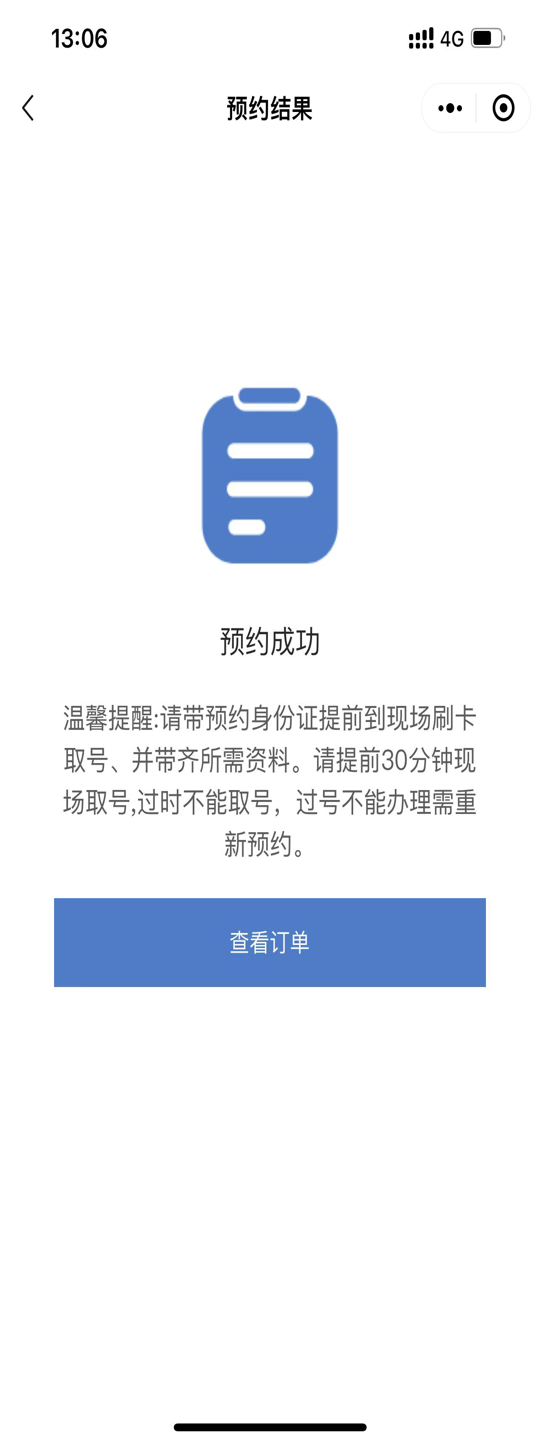 13:06
4G
预约结果
预约成功
温馨提醒:请带预约身份证提前到现场刷卡
取号、并带齐所需资料。请提前30分钟现
场取号,过时不能取号，过号不能办理需重
新预约。
查看订单